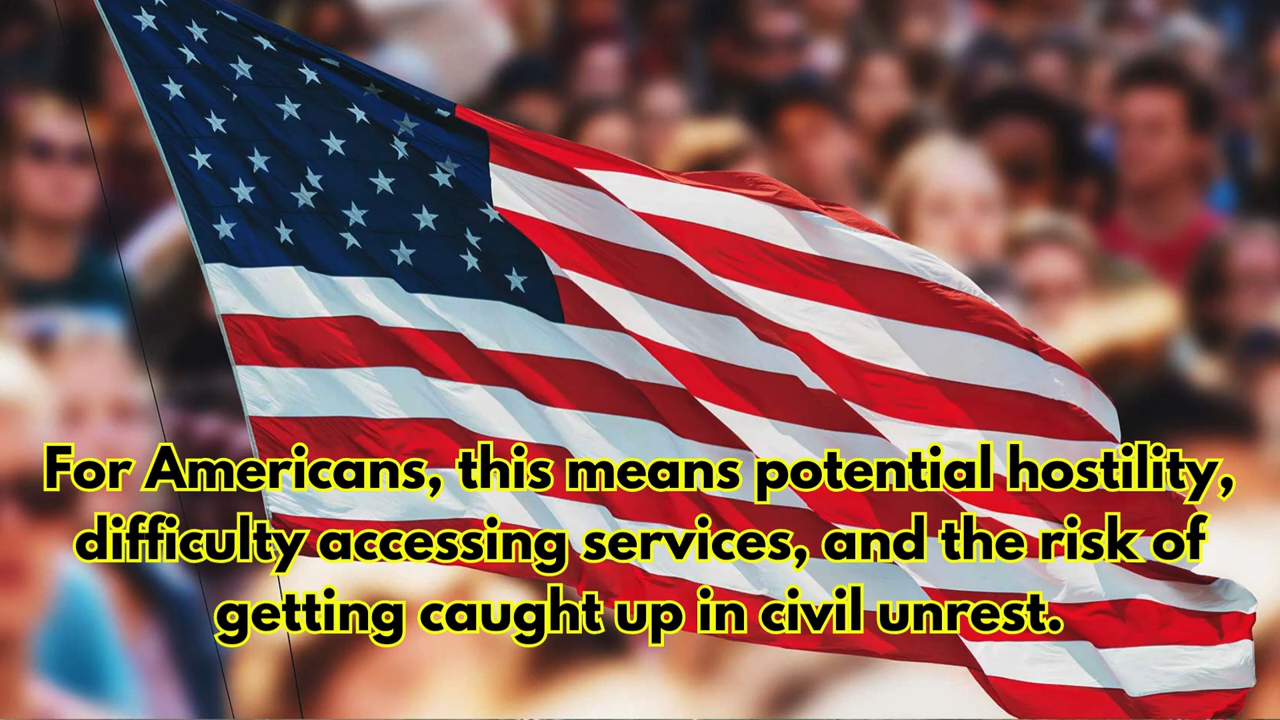 For Americans, this means potential hostility,
difficulty accessing services, and the risk of
getting caught up in civil unrest.